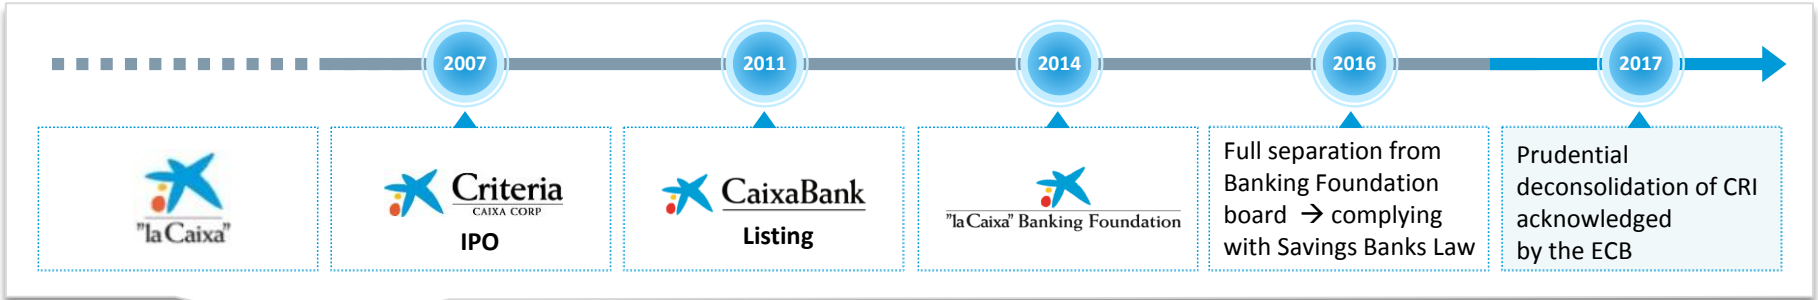 2007
2011
2014
2016
2017
"la Caixa"
Criteria
CAIXA CORP
IPO
CaixaBank
Listing
"la Caixa" Banking Foundation
Full separation from
Banking Foundation
board → complying
with Savings Banks Law
Prudential
deconsolidation of CRI
acknowledged
by the ECB